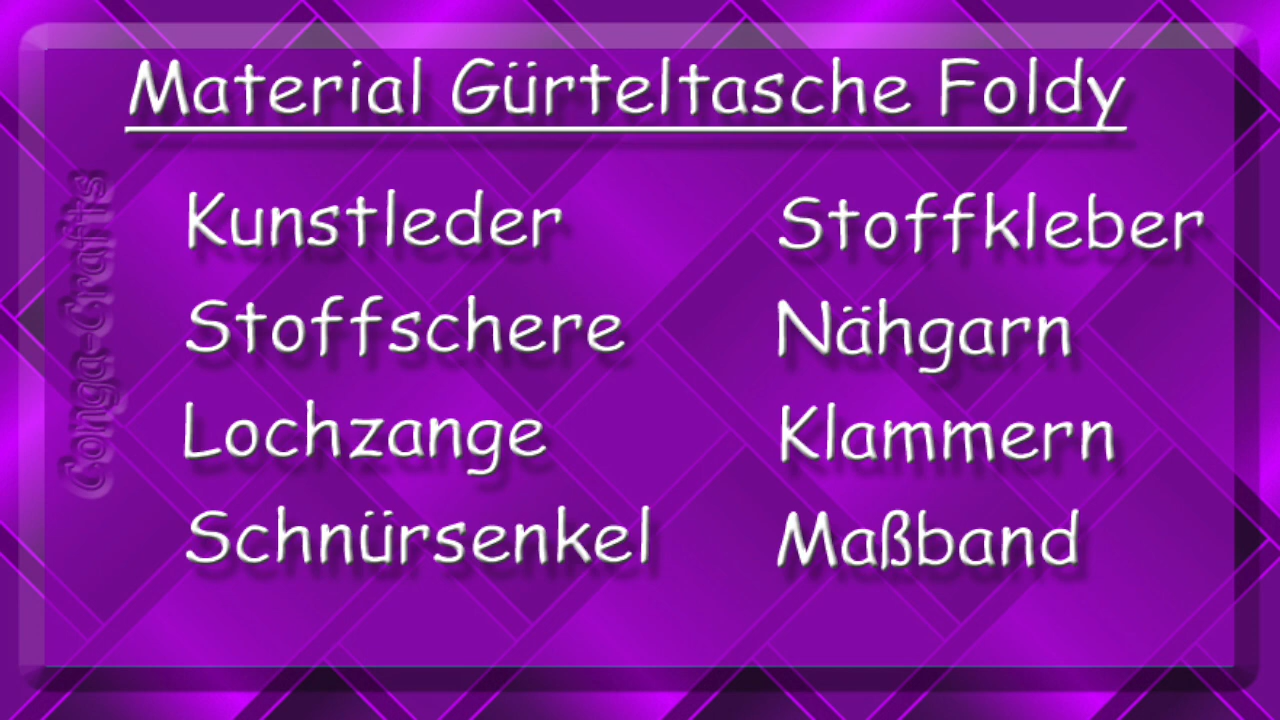 Material Gürteltasche Foldy
Kunstleder
Stoffschere
Lochzange
Schnürsenkel
Stoffkleber
Nähgarn
Klammern
Maßband
Conga-Crafts